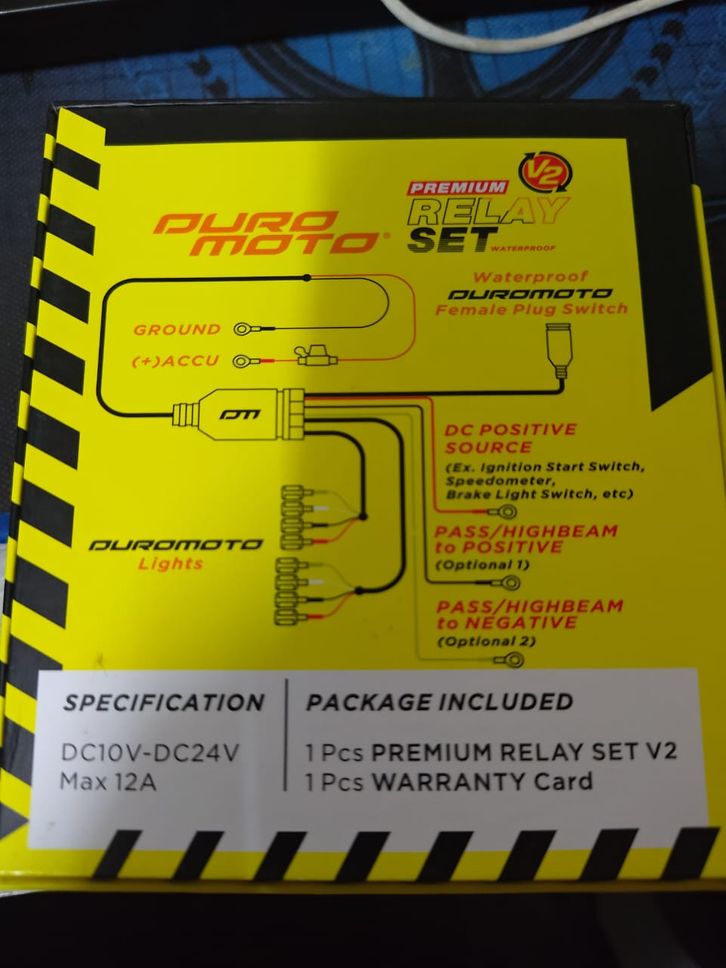 DUROMOTO®
PREMIUM
RELAY
SET WATERPROOF
V2
Waterproof
DUROMOTO
Female Plug Switch
GROUND
(+)ACCU
DM
DC POSITIVE
SOURCE
(Ex. Ignition Start Switch,
Speedometer,
Brake Light Switch, etc)
DUROMOTO
Lights
PASS/HIGHBEAM
to POSITIVE
(Optional 1)
PASS/HIGHBEAM
to NEGATIVE
(Optional 2)
SPECIFICATION
DC10V-DC24V
Max 12A
PACKAGE INCLUDED
1 Pcs PREMIUM RELAY SET V2
1 Pcs WARRANTY Card